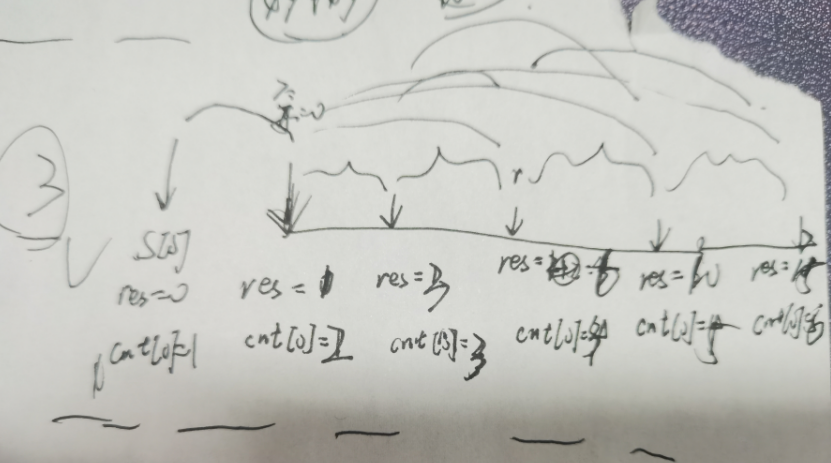 =0
3
r
S[0]
res=0
res = 1
res=3
res=6
res=10
res=15
cnt[0]=1
cnt[0]=2
cnt[0]=3
cnt[0]=4
cnt[0]=5
cnt[0]=6